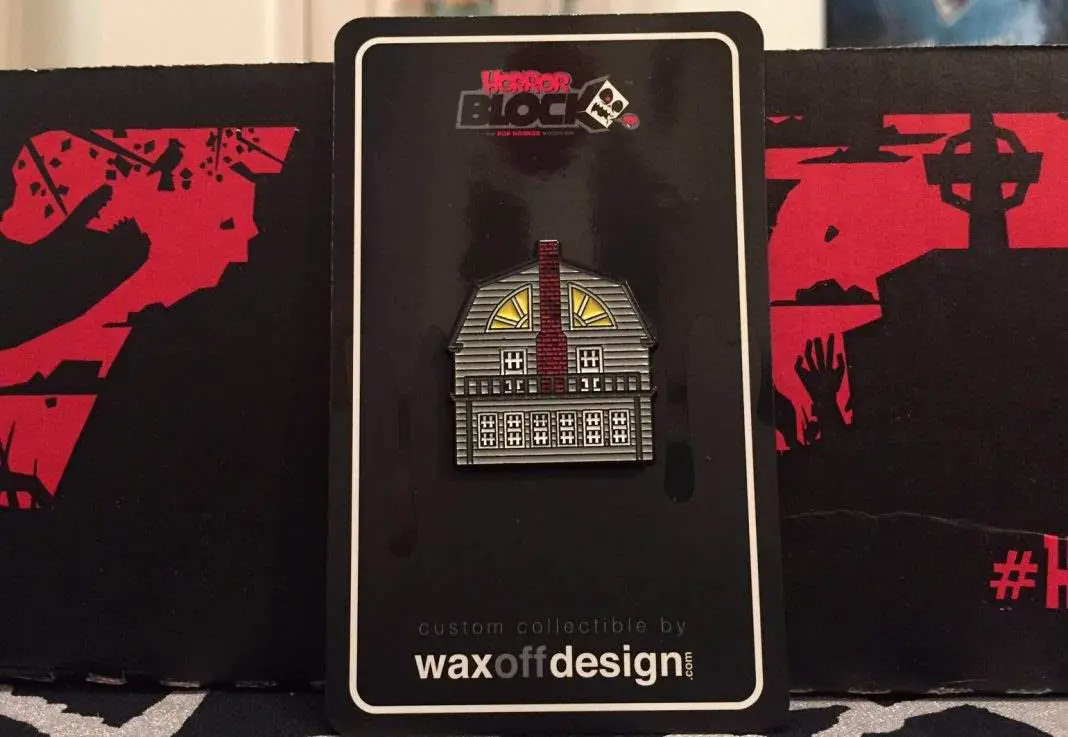 HORROR
BLOCK
custom collectible by
waxoffdesign.com
#H